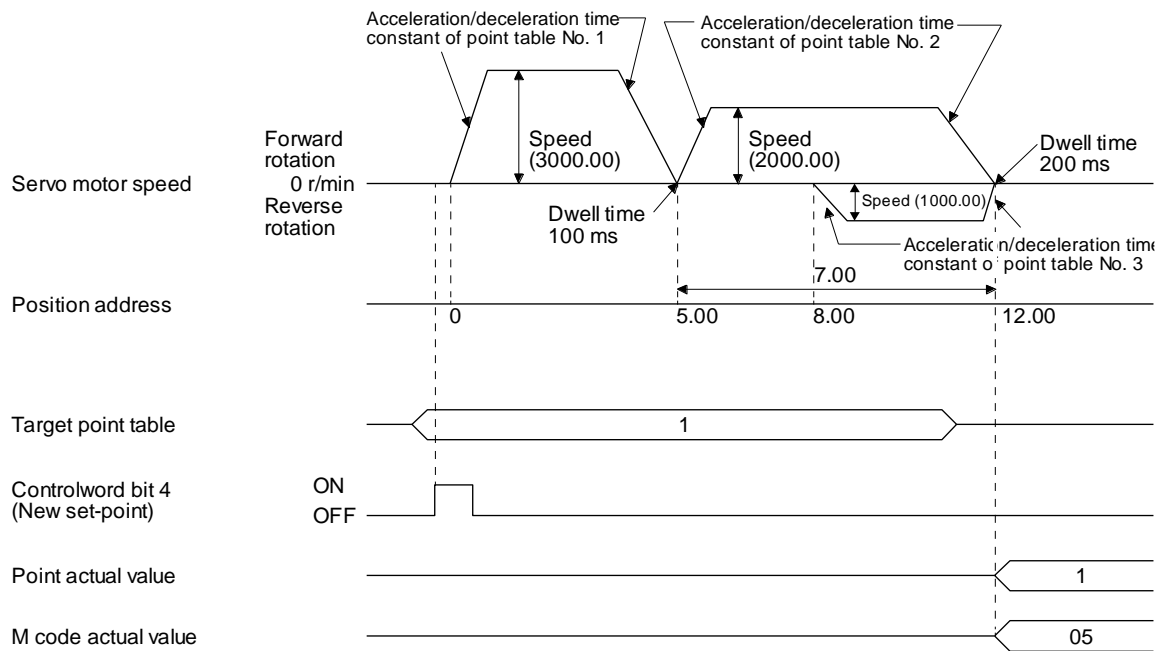 Acceleration/deceleration time
constant of point table No. 1
Acceleration/deceleration time
constant of point table No. 2
Forward
rotation
0 r/min
Reverse
rotation
Servo motor speed
Speed
(3000.00)
Speed
(2000.00)
Dwell time
200 ms
Dwell time
100 ms
Speed (1000.00)
Acceleration/deceleration time
constant of point table No. 3
7.00
Position address
0
5.00
8.00
12.00
Target point table
1
Controlword bit 4
(New set-point)
ON
OFF
Point actual value
1
M code actual value
05